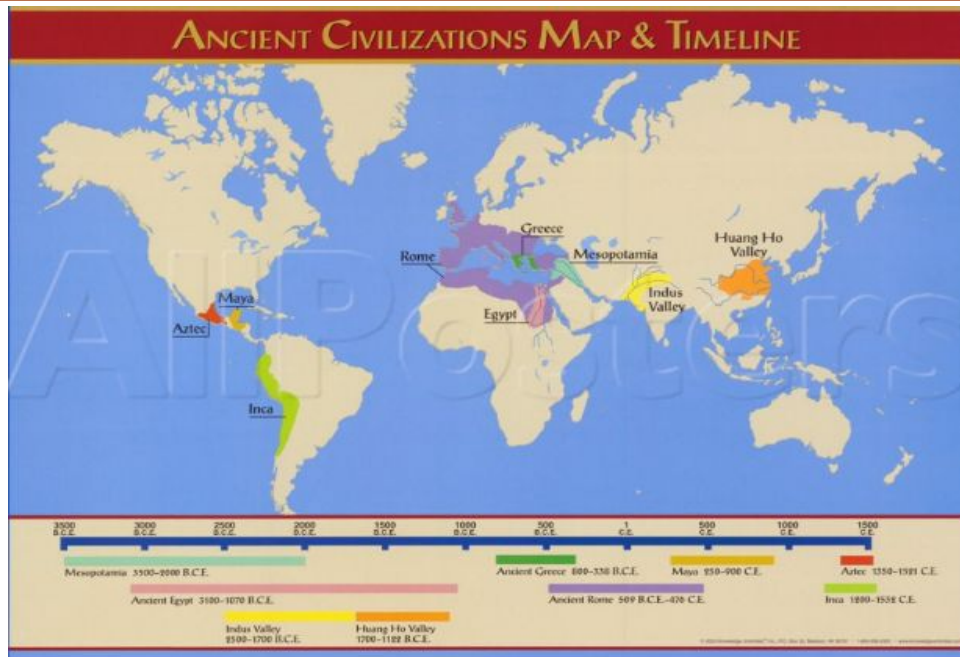 ANCIENT CIVILIZATIONS MAP & TIMELINE
Greece
Huang Ho
Valley
Rome
Mesopotamia
Maya
Indus
Valley
Egypt
Aztec
Inca
AllPosters
3500 3000 2500 2000 1500 1000 500 1 500 1000 1500
B.C.E. B.C.E. B.C.E. B.C.E. B.C.E. B.C.E. B.C.E. C.E. C.E. C.E. C.E.
Mesopotamia 3500–2000 B.C.E.
Ancient Greece 800–338 B.C.E.
Maya 250–900 C.E.
Aztec 1350–1521 C.E.
Ancient Egypt 3100–1070 B.C.E.
Ancient Rome 509 B.C.E.–476 C.E.
Inca 1200–1532 C.E.
Indus Valley
2500–1700 B.C.E.
Huang Ho Valley
1700–1122 B.C.E.